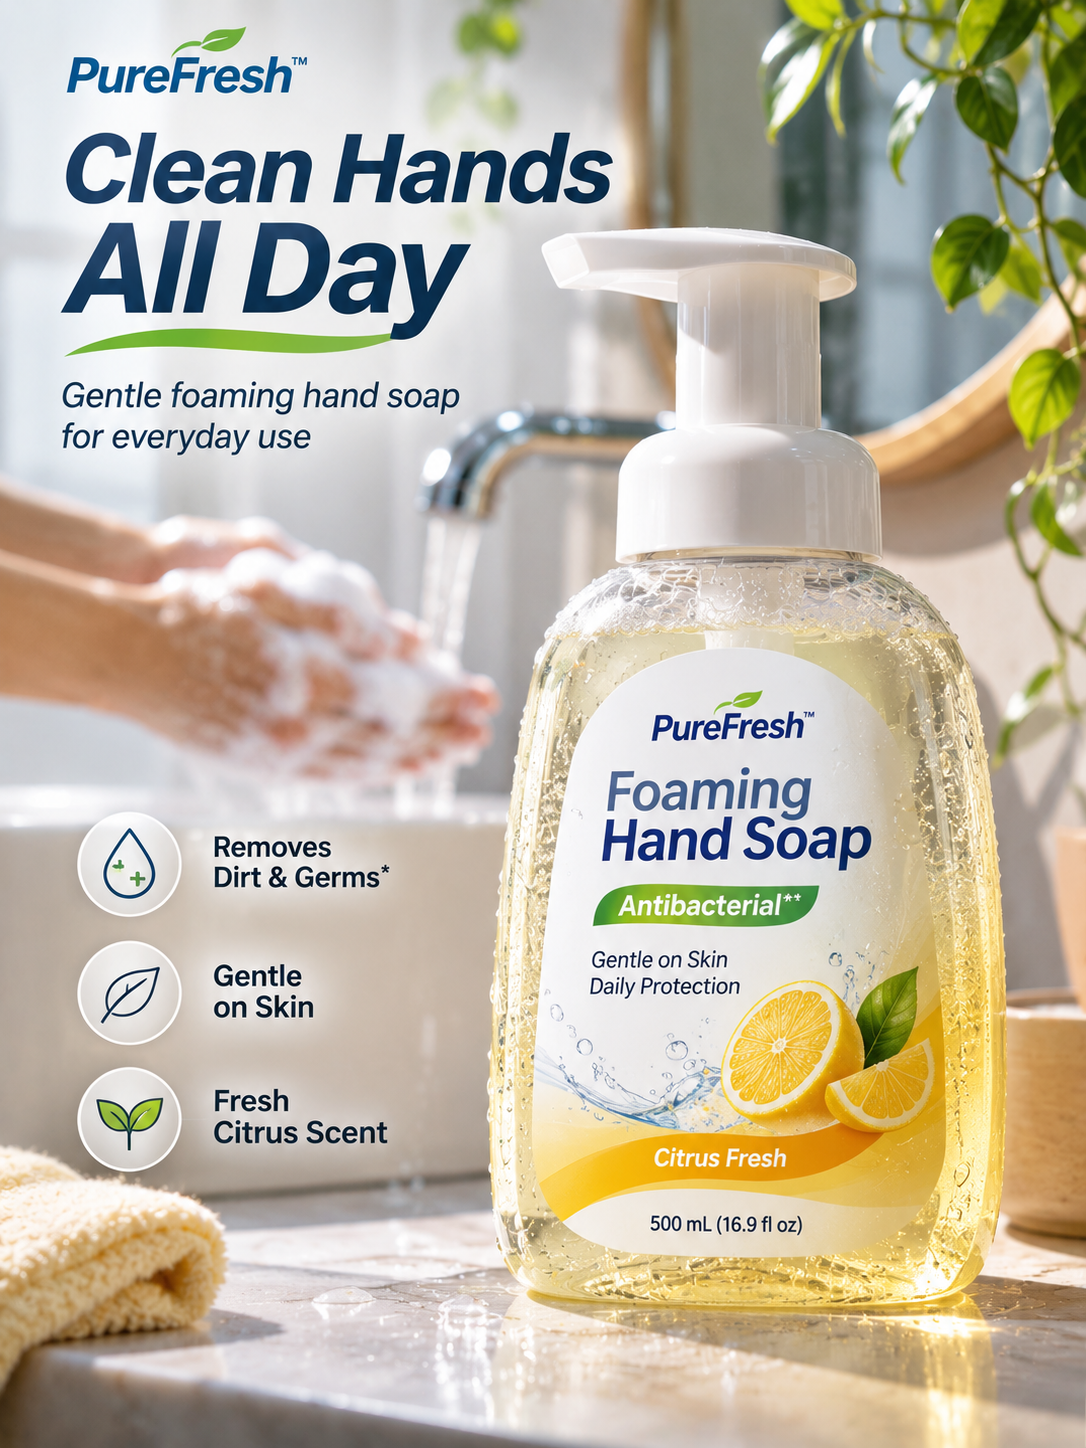 PureFresh™
Clean Hands
All Day
Gentle foaming hand soap
for everyday use
Removes
Dirt & Germs*
Gentle
on Skin
Fresh
Citrus Scent
PureFresh™
Foaming
Hand Soap
Antibacterial**
Gentle on Skin
Daily Protection
Citrus Fresh
500 mL (16.9 fl oz)